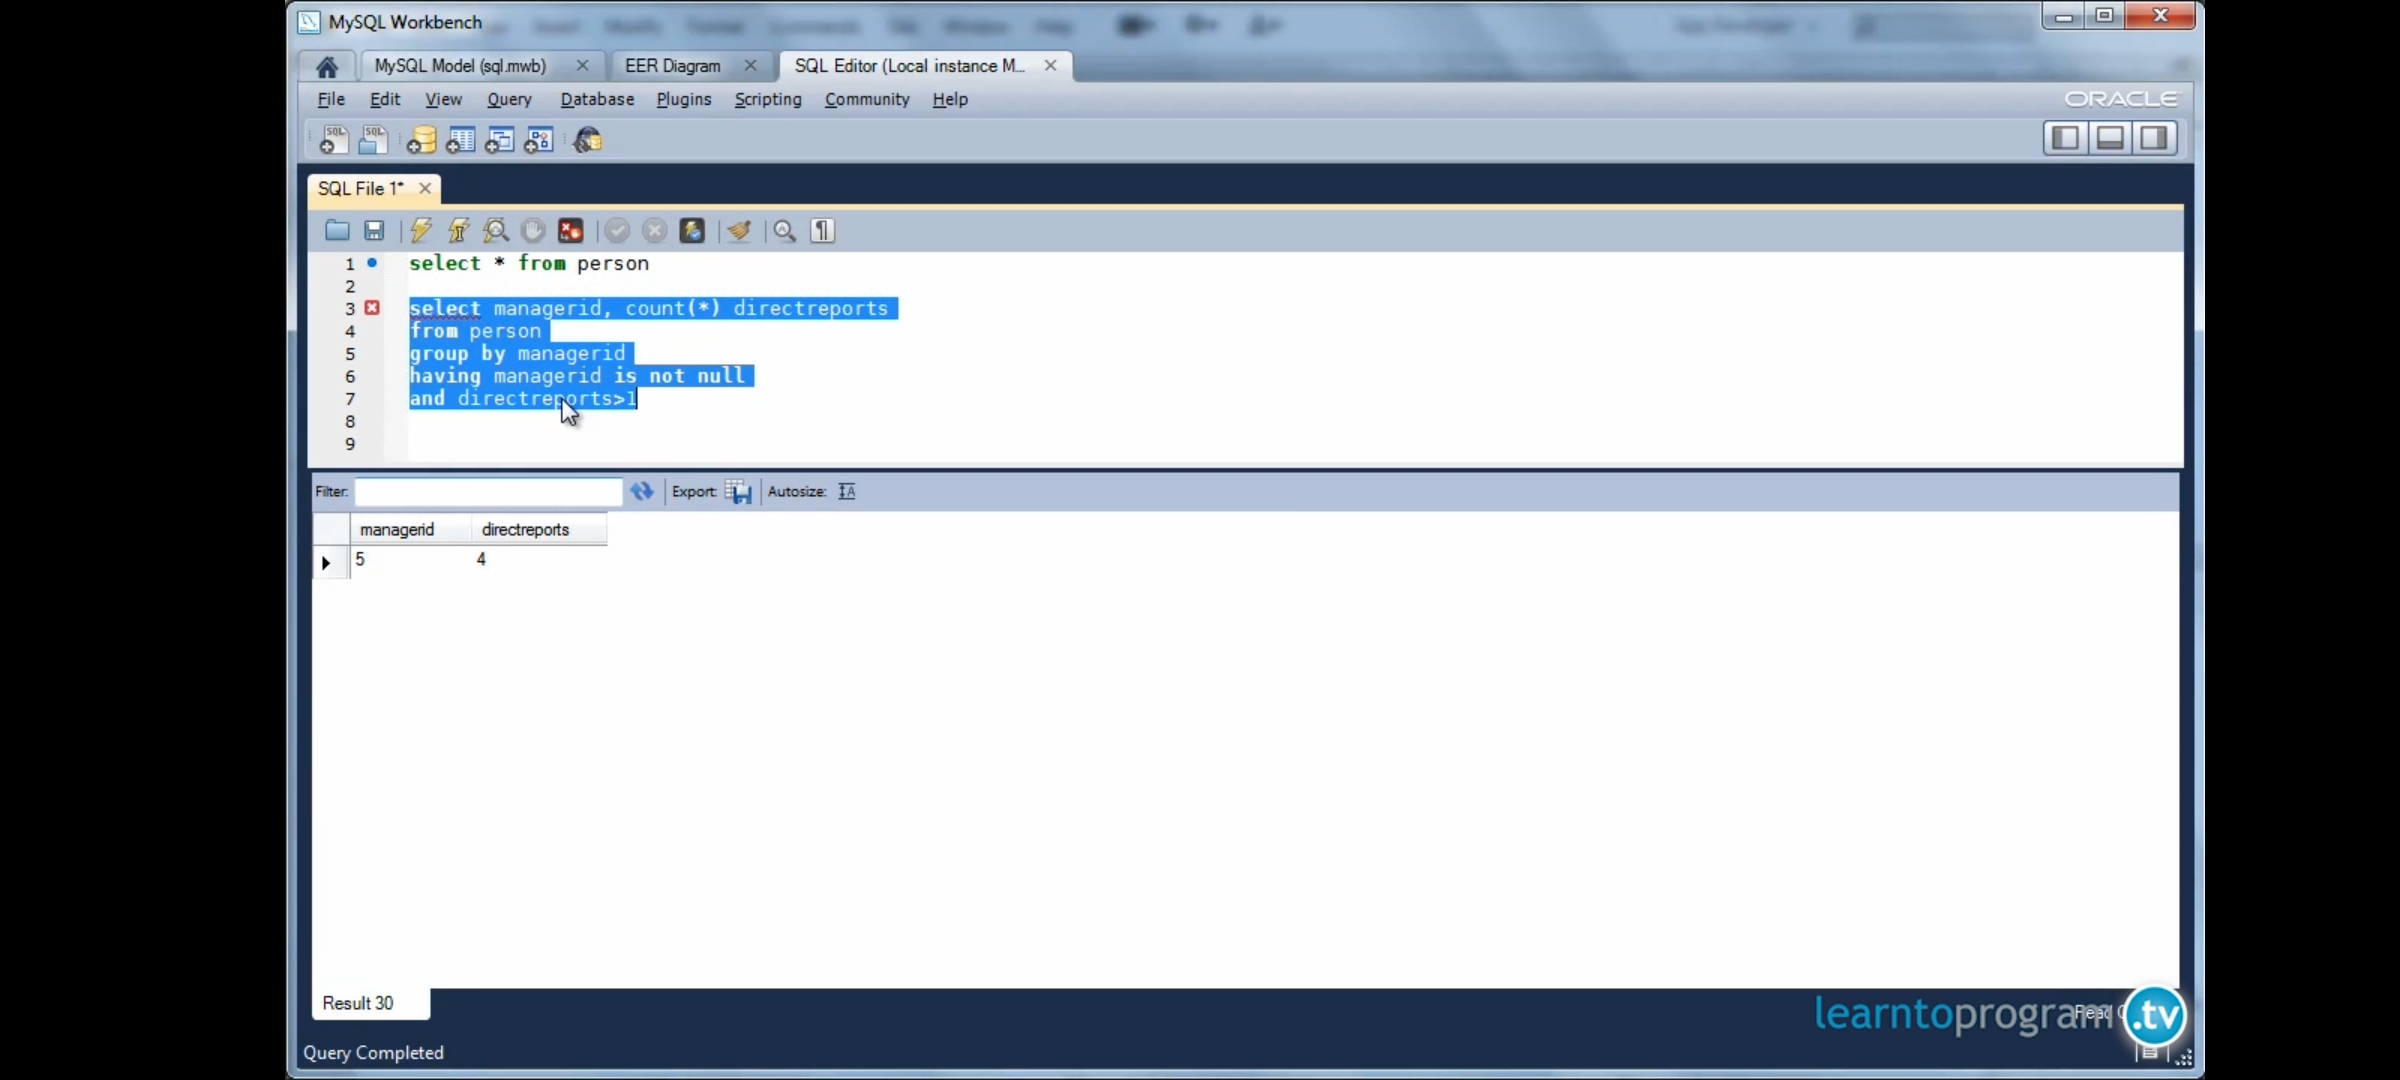 MySQL Workbench
MySQL Model (sql.mwb) EER Diagram SQL Editor (Local instance M...
File Edit View Query Database Plugins Scripting Community Help
ORACLE
SQL SQL
SQL File 1*
1 select * from person
2
3 select managerid, count(*) directreports
4 from person
5 group by managerid
6 having managerid is not null
7 and directreports>1
8
9
Filter: Export: Autosize:
managerid directreports
5 4
Result 30
learntoprogram.tv
Query Completed